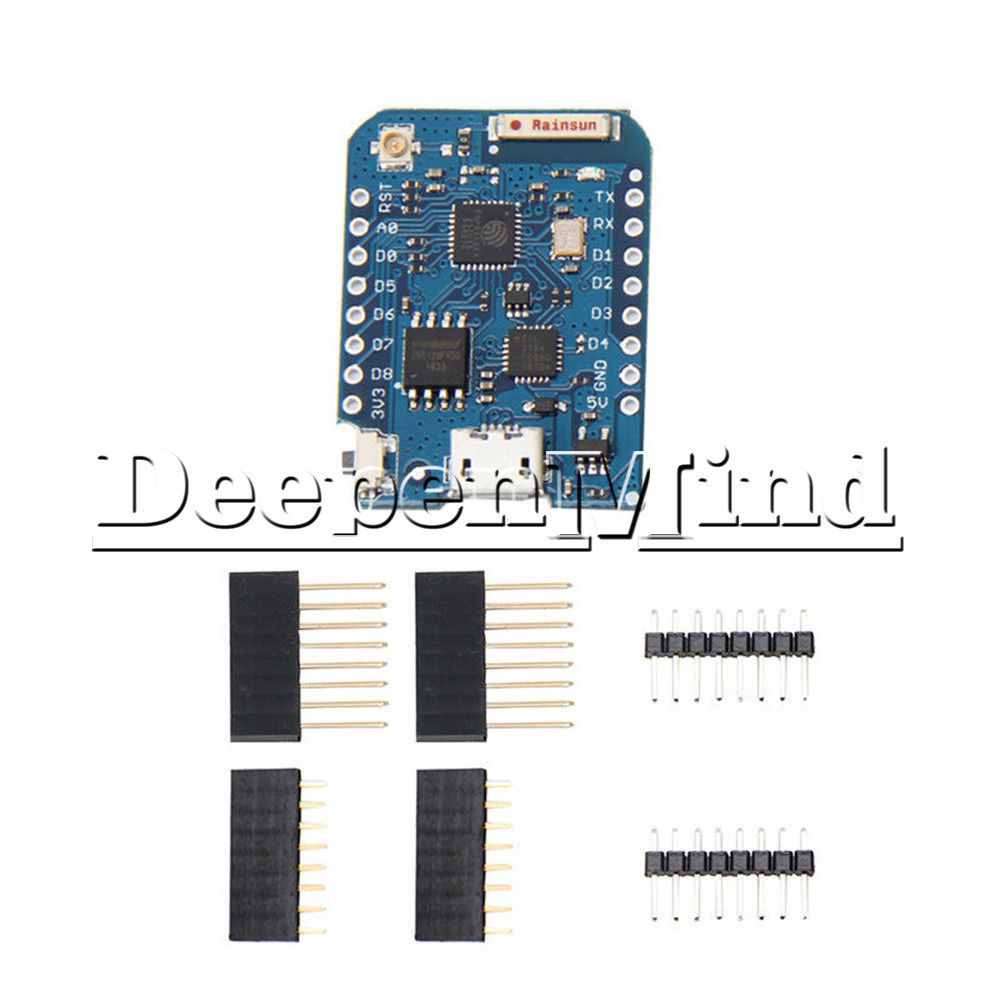 Rainsun
RST
TX
A0
RX
D0
D1
D5
D2
D6
D3
D7
D4
D8
GND
3V3
5V
DeepenMind